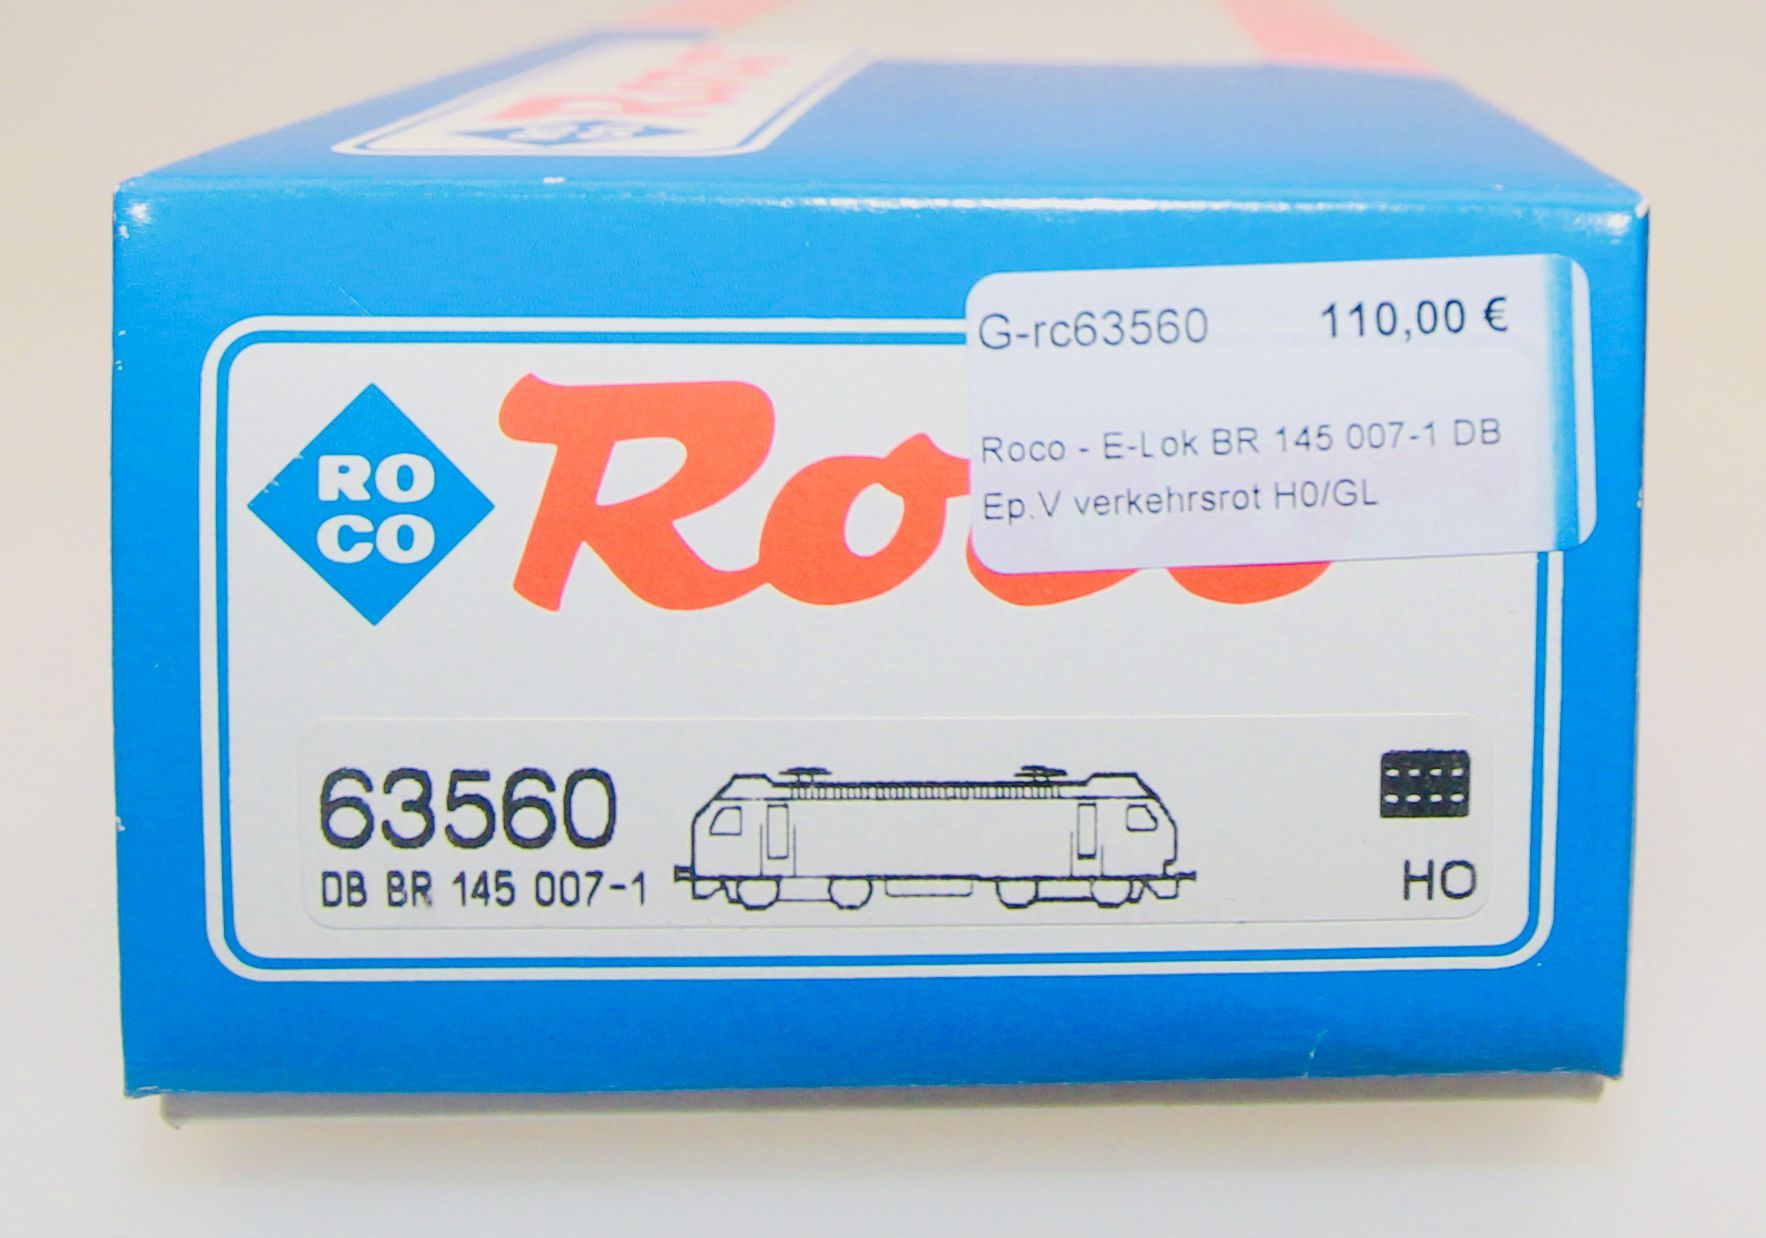 RO
CO
Roco
G-rc63560 110,00 €
Roco - E-Lok BR 145 007-1 DB
Ep.V verkehrsrot H0/GL
63560
DB BR 145 007-1
HO